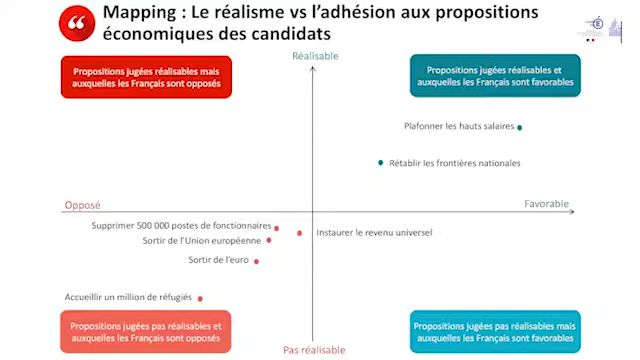 Mapping : Le réalisme vs l’adhésion aux propositions
économiques des candidats
Réalisable
Propositions jugées réalisables mais
auxquelles les Français sont opposés
Propositions jugées réalisables et
auxquelles les Français sont favorables
Plafonner les hauts salaires
Rétablir les frontières nationales
Opposé
Favorable
Supprimer 500 000 postes de fonctionnaires
Instaurer le revenu universel
Sortir de l’Union européenne
Sortir de l’euro
Accueillir un million de réfugiés
Propositions jugées pas réalisables et
auxquelles les Français sont opposés
Propositions jugées pas réalisables mais
auxquelles les Français sont favorables
Pas réalisable